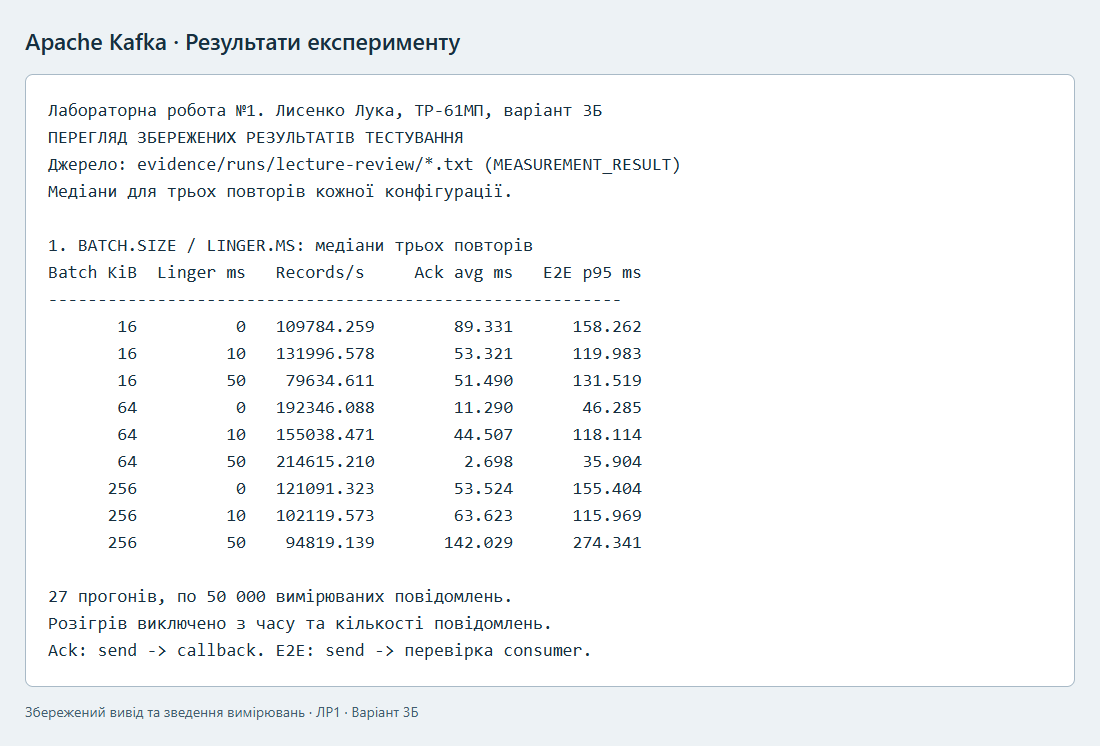 Apache Kafka · Результати експерименту
Лабораторна робота №1. Лисенко Лука, ТР-61МП, варіант 3Б
ПЕРЕГЛЯД ЗБЕРЕЖЕНИХ РЕЗУЛЬТАТІВ ТЕСТУВАННЯ
Джерело: evidence/runs/lecture-review/*.txt (MEASUREMENT_RESULT)
Медіани для трьох повторів кожної конфігурації.
1. BATCH.SIZE / LINGER.MS: медіани трьох повторів
Batch KiB  Linger ms   Records/s     Ack avg ms   E2E p95 ms
----------------------------------------------------------
       16          0   109784.259        89.331      158.262
       16         10   131996.578        53.321      119.983
       16         50    79634.611        51.490      131.519
       64          0   192346.088        11.290       46.285
       64         10   155038.471        44.507      118.114
       64         50   214615.210         2.698       35.904
      256          0   121091.323        53.524      155.404
      256         10   102119.573        63.623      115.969
      256         50    94819.139       142.029      274.341
27 прогонів, по 50 000 вимірюваних повідомлень.
Розігрів виключено з часу та кількості повідомлень.
Ack: send -> callback. E2E: send -> перевірка consumer.
Збережений вивід та зведення вимірювань · ЛР1 · Варіант 3Б